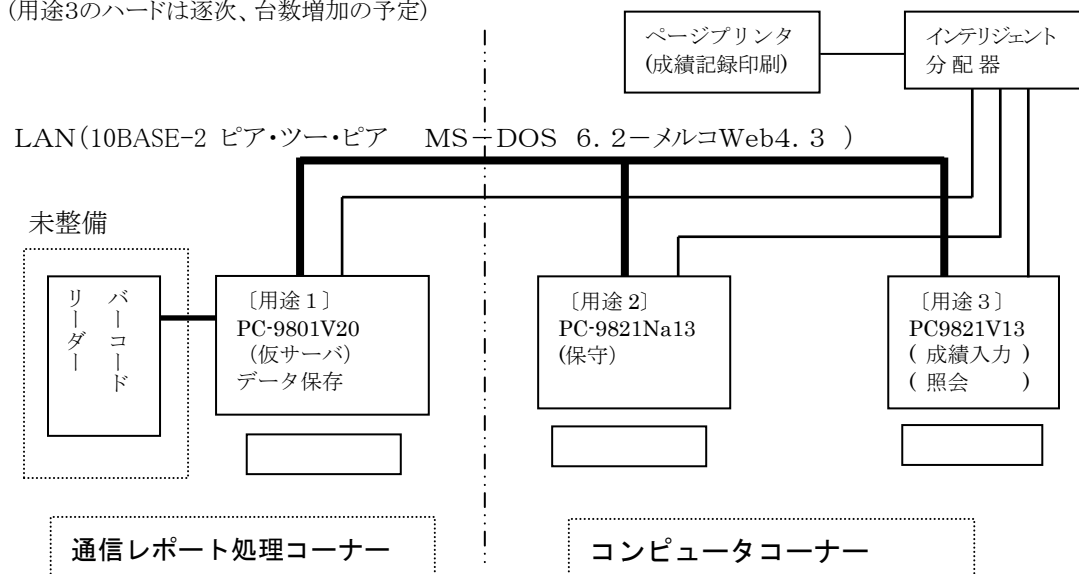 (用途3のハードは逐次、台数増加の予定)
ページプリンタ
(成績記録印刷)
インテリジェント
分配器
LAN(10BASE-2 ピア・ツー・ピア　MS-DOS 6.2-メルコWeb4.3 )
未整備
バーコード
リーダー
〔用途1〕
PC-9801V20
(仮サーバ)
データ保存
〔用途2〕
PC-9821Na13
(保守)
〔用途3〕
PC9821V13
( 成績入力 )
( 照会 )
通信レポート処理コーナー
コンピュータコーナー